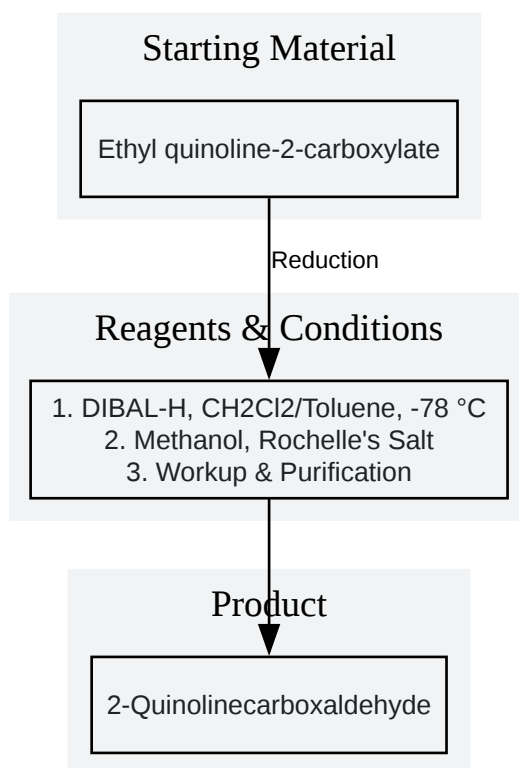 Starting Material
Ethyl quinoline-2-carboxylate
Reduction
Reagents & Conditions
1. DIBAL-H, CH2Cl2/Toluene, -78 °C
2. Methanol, Rochelle's Salt
3. Workup & Purification
Product
2-Quinolinecarboxaldehyde